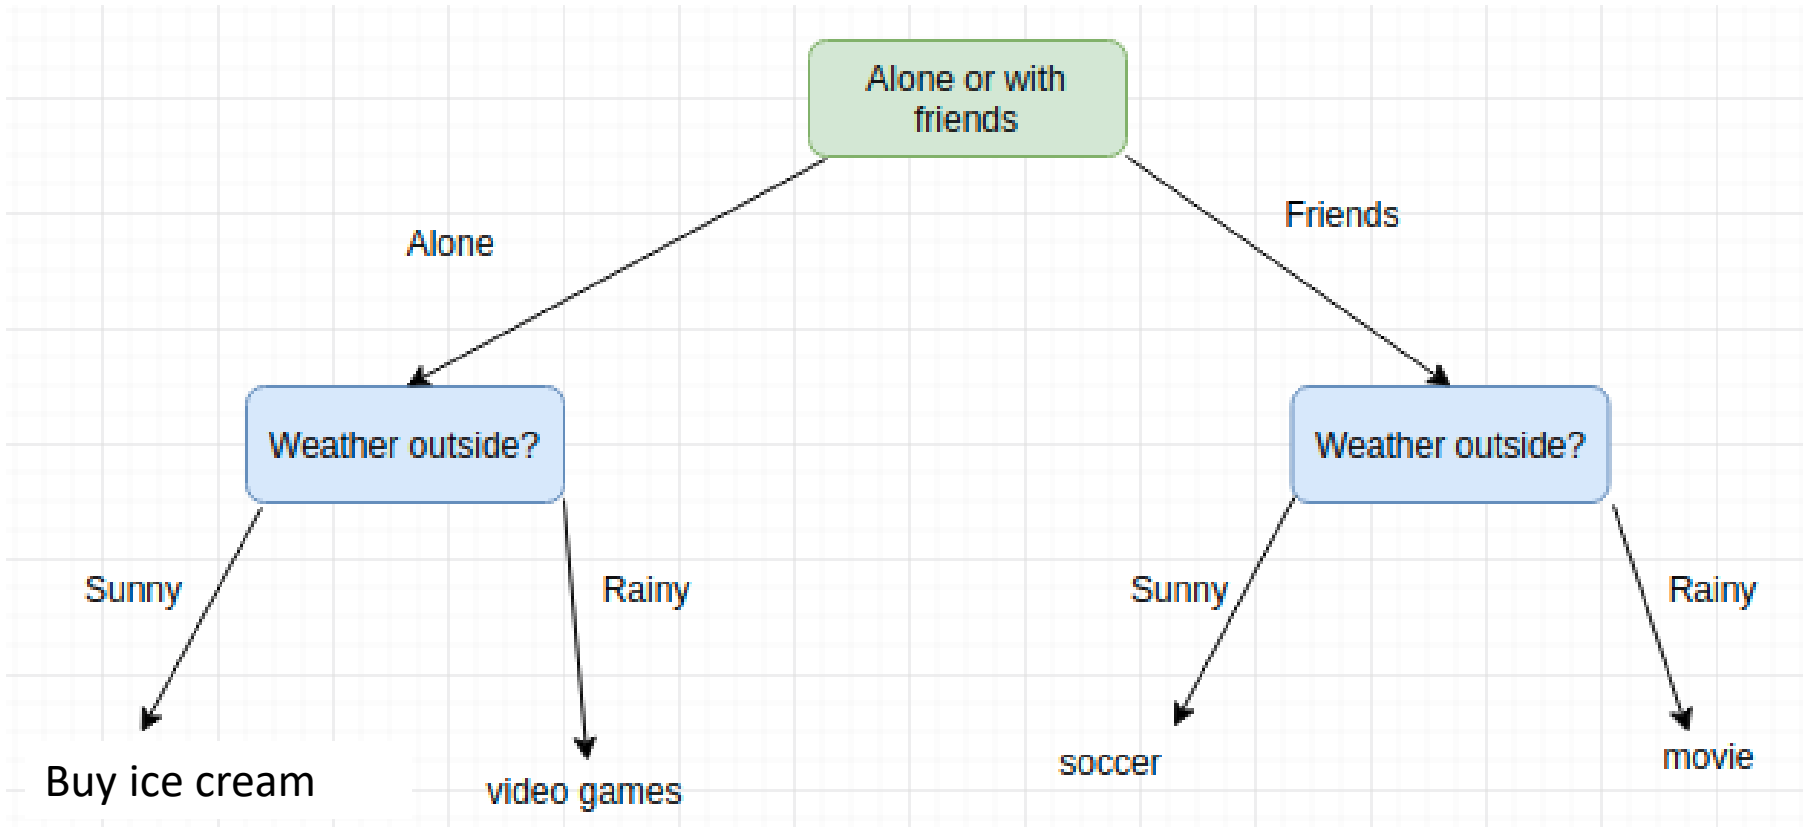 Alone or with
friends
Alone
Friends
Weather outside?
Weather outside?
Sunny
Rainy
Sunny
Rainy
Buy ice cream
video games
soccer
movie